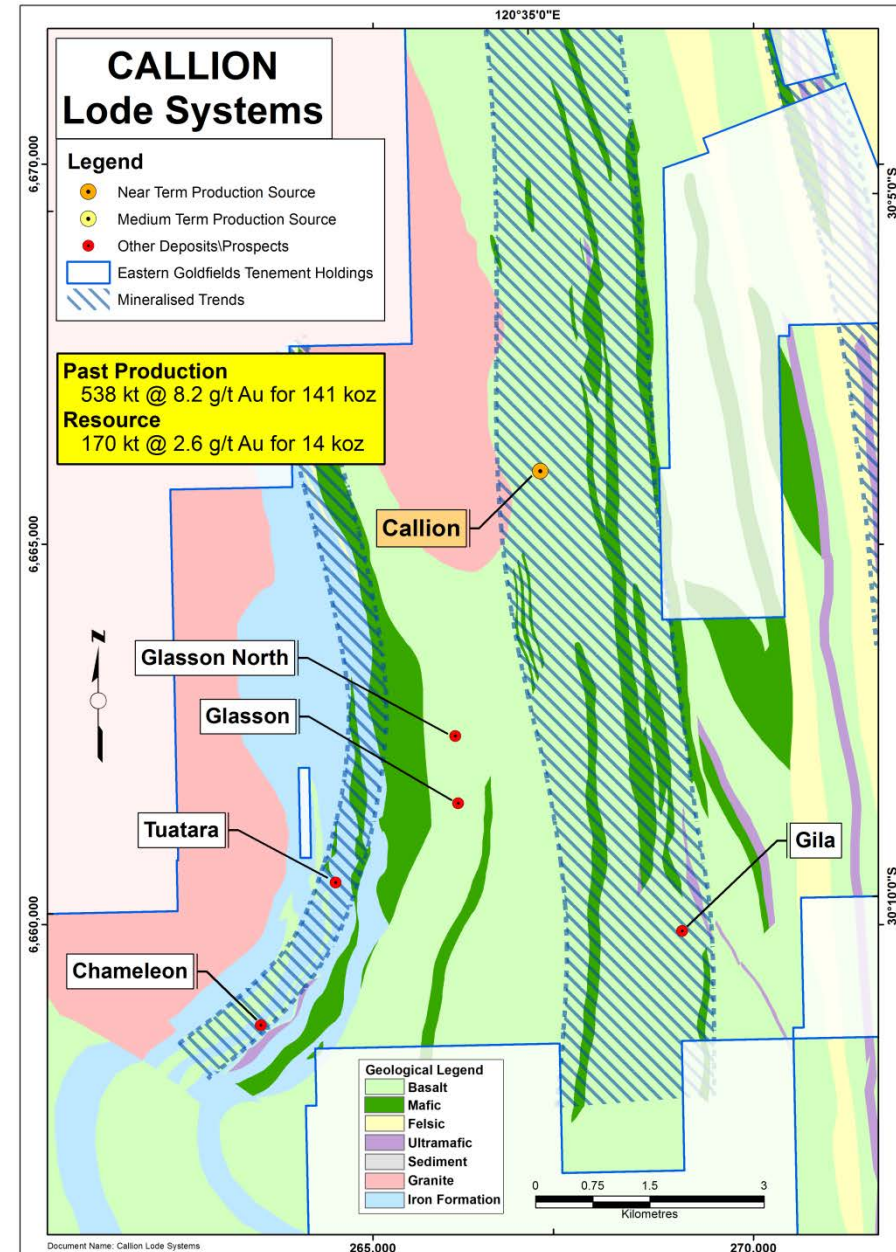 120°35'0"E
CALLION
Lode Systems
Legend
Near Term Production Source
Medium Term Production Source
Other Deposits\Prospects
Eastern Goldfields Tenement Holdings
Mineralised Trends
Past Production
538 kt @ 8.2 g/t Au for 141 koz
Resource
170 kt @ 2.6 g/t Au for 14 koz
6,670,000
30°5'0"S
6,665,000
Callion
Glasson North
Glasson
N
Tuatara
Gila
6,660,000
30°10'0"S
Chameleon
Geological Legend
Basalt
Mafic
Felsic
Ultramafic
Sediment
Granite
Iron Formation
0 0.75 1.5 3
Kilometres
Document Name: Callion Lode Systems
265,000
270,000